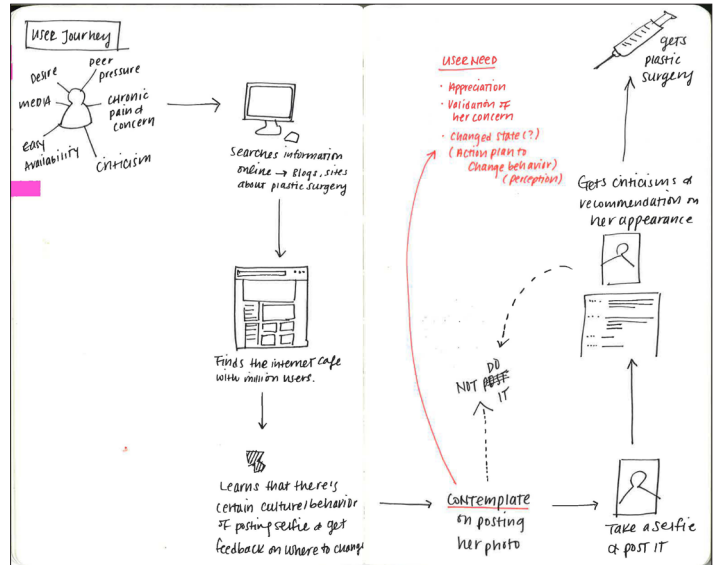 USER JOURNEY
Desire
peer
pressure
MEDIA
CHRONIC
pain &
concern
easy
Availability
CRITICISM
Searches information
online → Blogs, sites
about plastic surgery
Finds the internet cafe
with million users.
Learns that there's
certain culture/behavior
of posting selfie & get
feedback on where to change
USER NEED
· Appreciation
· Validation of
her concern
· Changed state(?)
(Action plan to
change behavior)
(perception)
CONTEMPLATE
on posting
her photo
DO
NOT POST
IT
Take a selfie
& post IT
Gets criticisms &
recommendation on
her appearance
gets
plastic
surgery